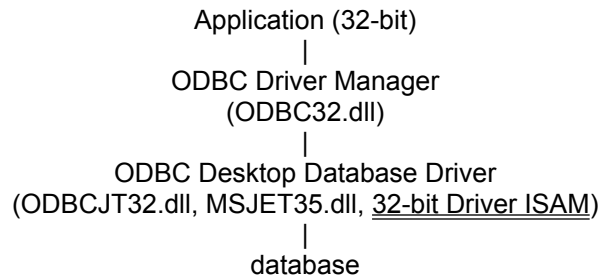 Application (32-bit)
|
ODBC Driver Manager
(ODBC32.dll)
|
ODBC Desktop Database Driver
(ODBCJT32.dll, MSJET35.dll, 32-bit Driver ISAM)
|
database